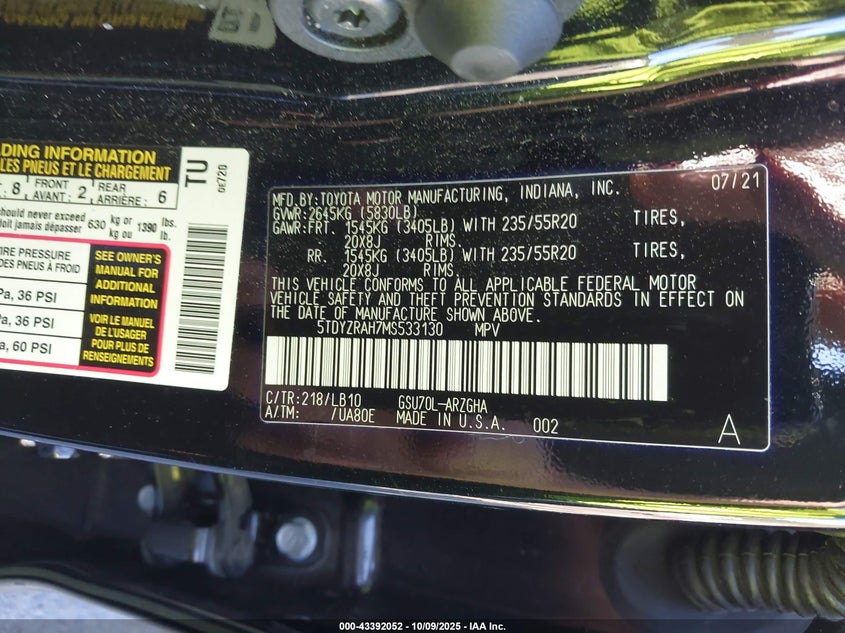 DING INFORMATION
LES PNEUS ET LE CHARGEMENT
8 FRONT AVANT: 2 REAR ARRIÈRE: 6
should never exceed 630 kg or 1390 lbs.
doit jamais dépasser kg ou lb.
TIRE PRESSURE
DES PNEUS À FROID
Pa, 36 PSI
Pa, 36 PSI
a, 60 PSI
SEE OWNER'S
MANUAL FOR
ADDITIONAL
INFORMATION
VOIR LE MANUEL
DE L'USAGER
POUR PLUS DE
RENSEIGNEMENTS
TU
0E720
MFD.BY:TOYOTA MOTOR MANUFACTURING, INDIANA, INC. 07/21
GVWR:2645KG (5830LB)
GAWR:FRT. 1545KG (3405LB) WITH 235/55R20 TIRES,
20X8J RIMS.
RR. 1545KG (3405LB) WITH 235/55R20 TIRES,
20X8J RIMS.
THIS VEHICLE CONFORMS TO ALL APPLICABLE FEDERAL MOTOR
VEHICLE SAFETY AND THEFT PREVENTION STANDARDS IN EFFECT ON
THE DATE OF MANUFACTURE SHOWN ABOVE.
5TDYZRAH7MS533130 MPV
C/TR:218/LB10 GSU70L-ARZGHA
A/TM: /UA80E MADE IN U.S.A. 002
A
000-43392052 - 10/09/2025 - IAA Inc.